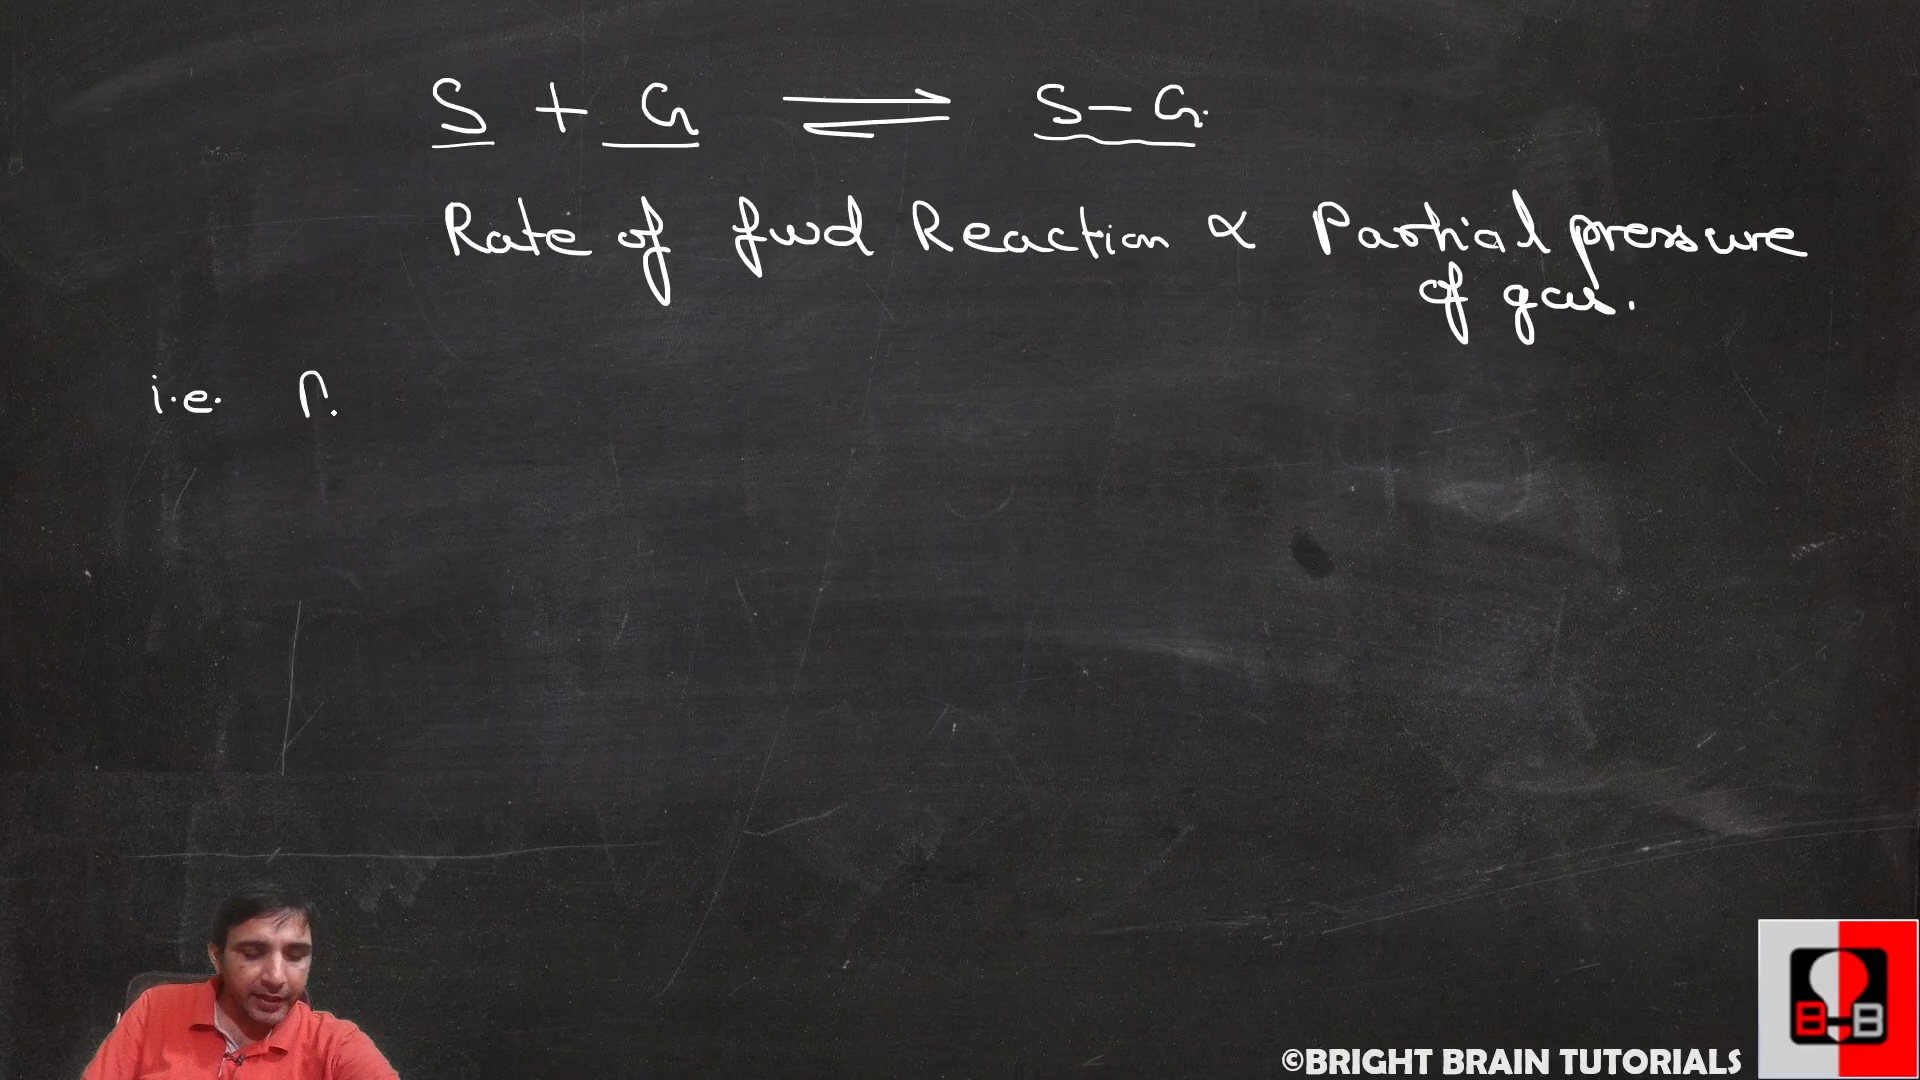 S + G ⇌ S-G.
Rate of fwd Reaction ∝ Partial pressure
of gas.
i.e.
B B
©BRIGHT BRAIN TUTORIALS